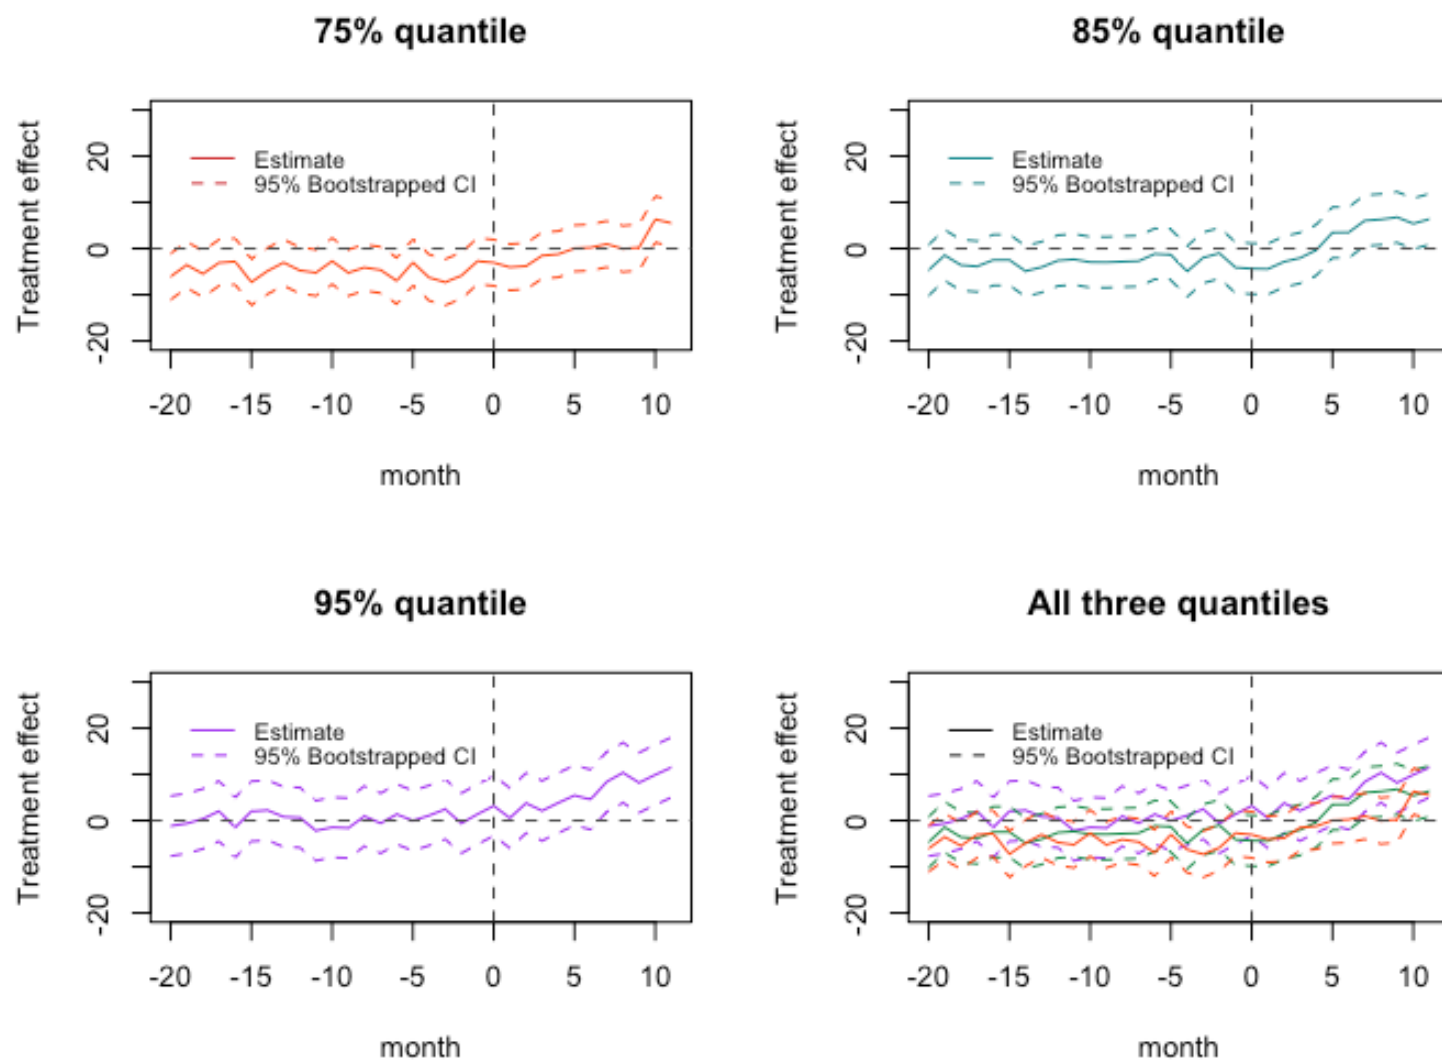 75% quantile
Treatment effect
20
0
-20
Estimate
95% Bootstrapped CI
-20 -15 -10 -5 0 5 10
month
85% quantile
Treatment effect
20
0
-20
Estimate
95% Bootstrapped CI
-20 -15 -10 -5 0 5 10
month
95% quantile
Treatment effect
20
0
-20
Estimate
95% Bootstrapped CI
-20 -15 -10 -5 0 5 10
month
All three quantiles
Treatment effect
20
0
-20
Estimate
95% Bootstrapped CI
-20 -15 -10 -5 0 5 10
month